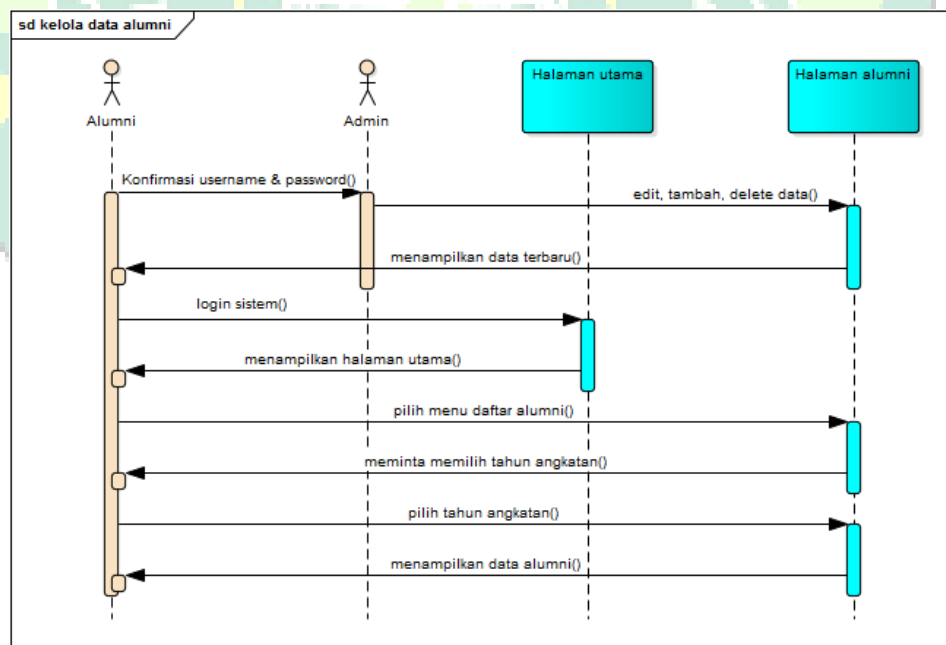 sd kelola data alumni
Alumni
Admin
Halaman utama
Halaman alumni
Konfirmasi username & password()
edit, tambah, delete data()
menampilkan data terbaru()
login sistem()
menampilkan halaman utama()
pilih menu daftar alumni()
meminta memilih tahun angkatan()
pilih tahun angkatan()
menampilkan data alumni()